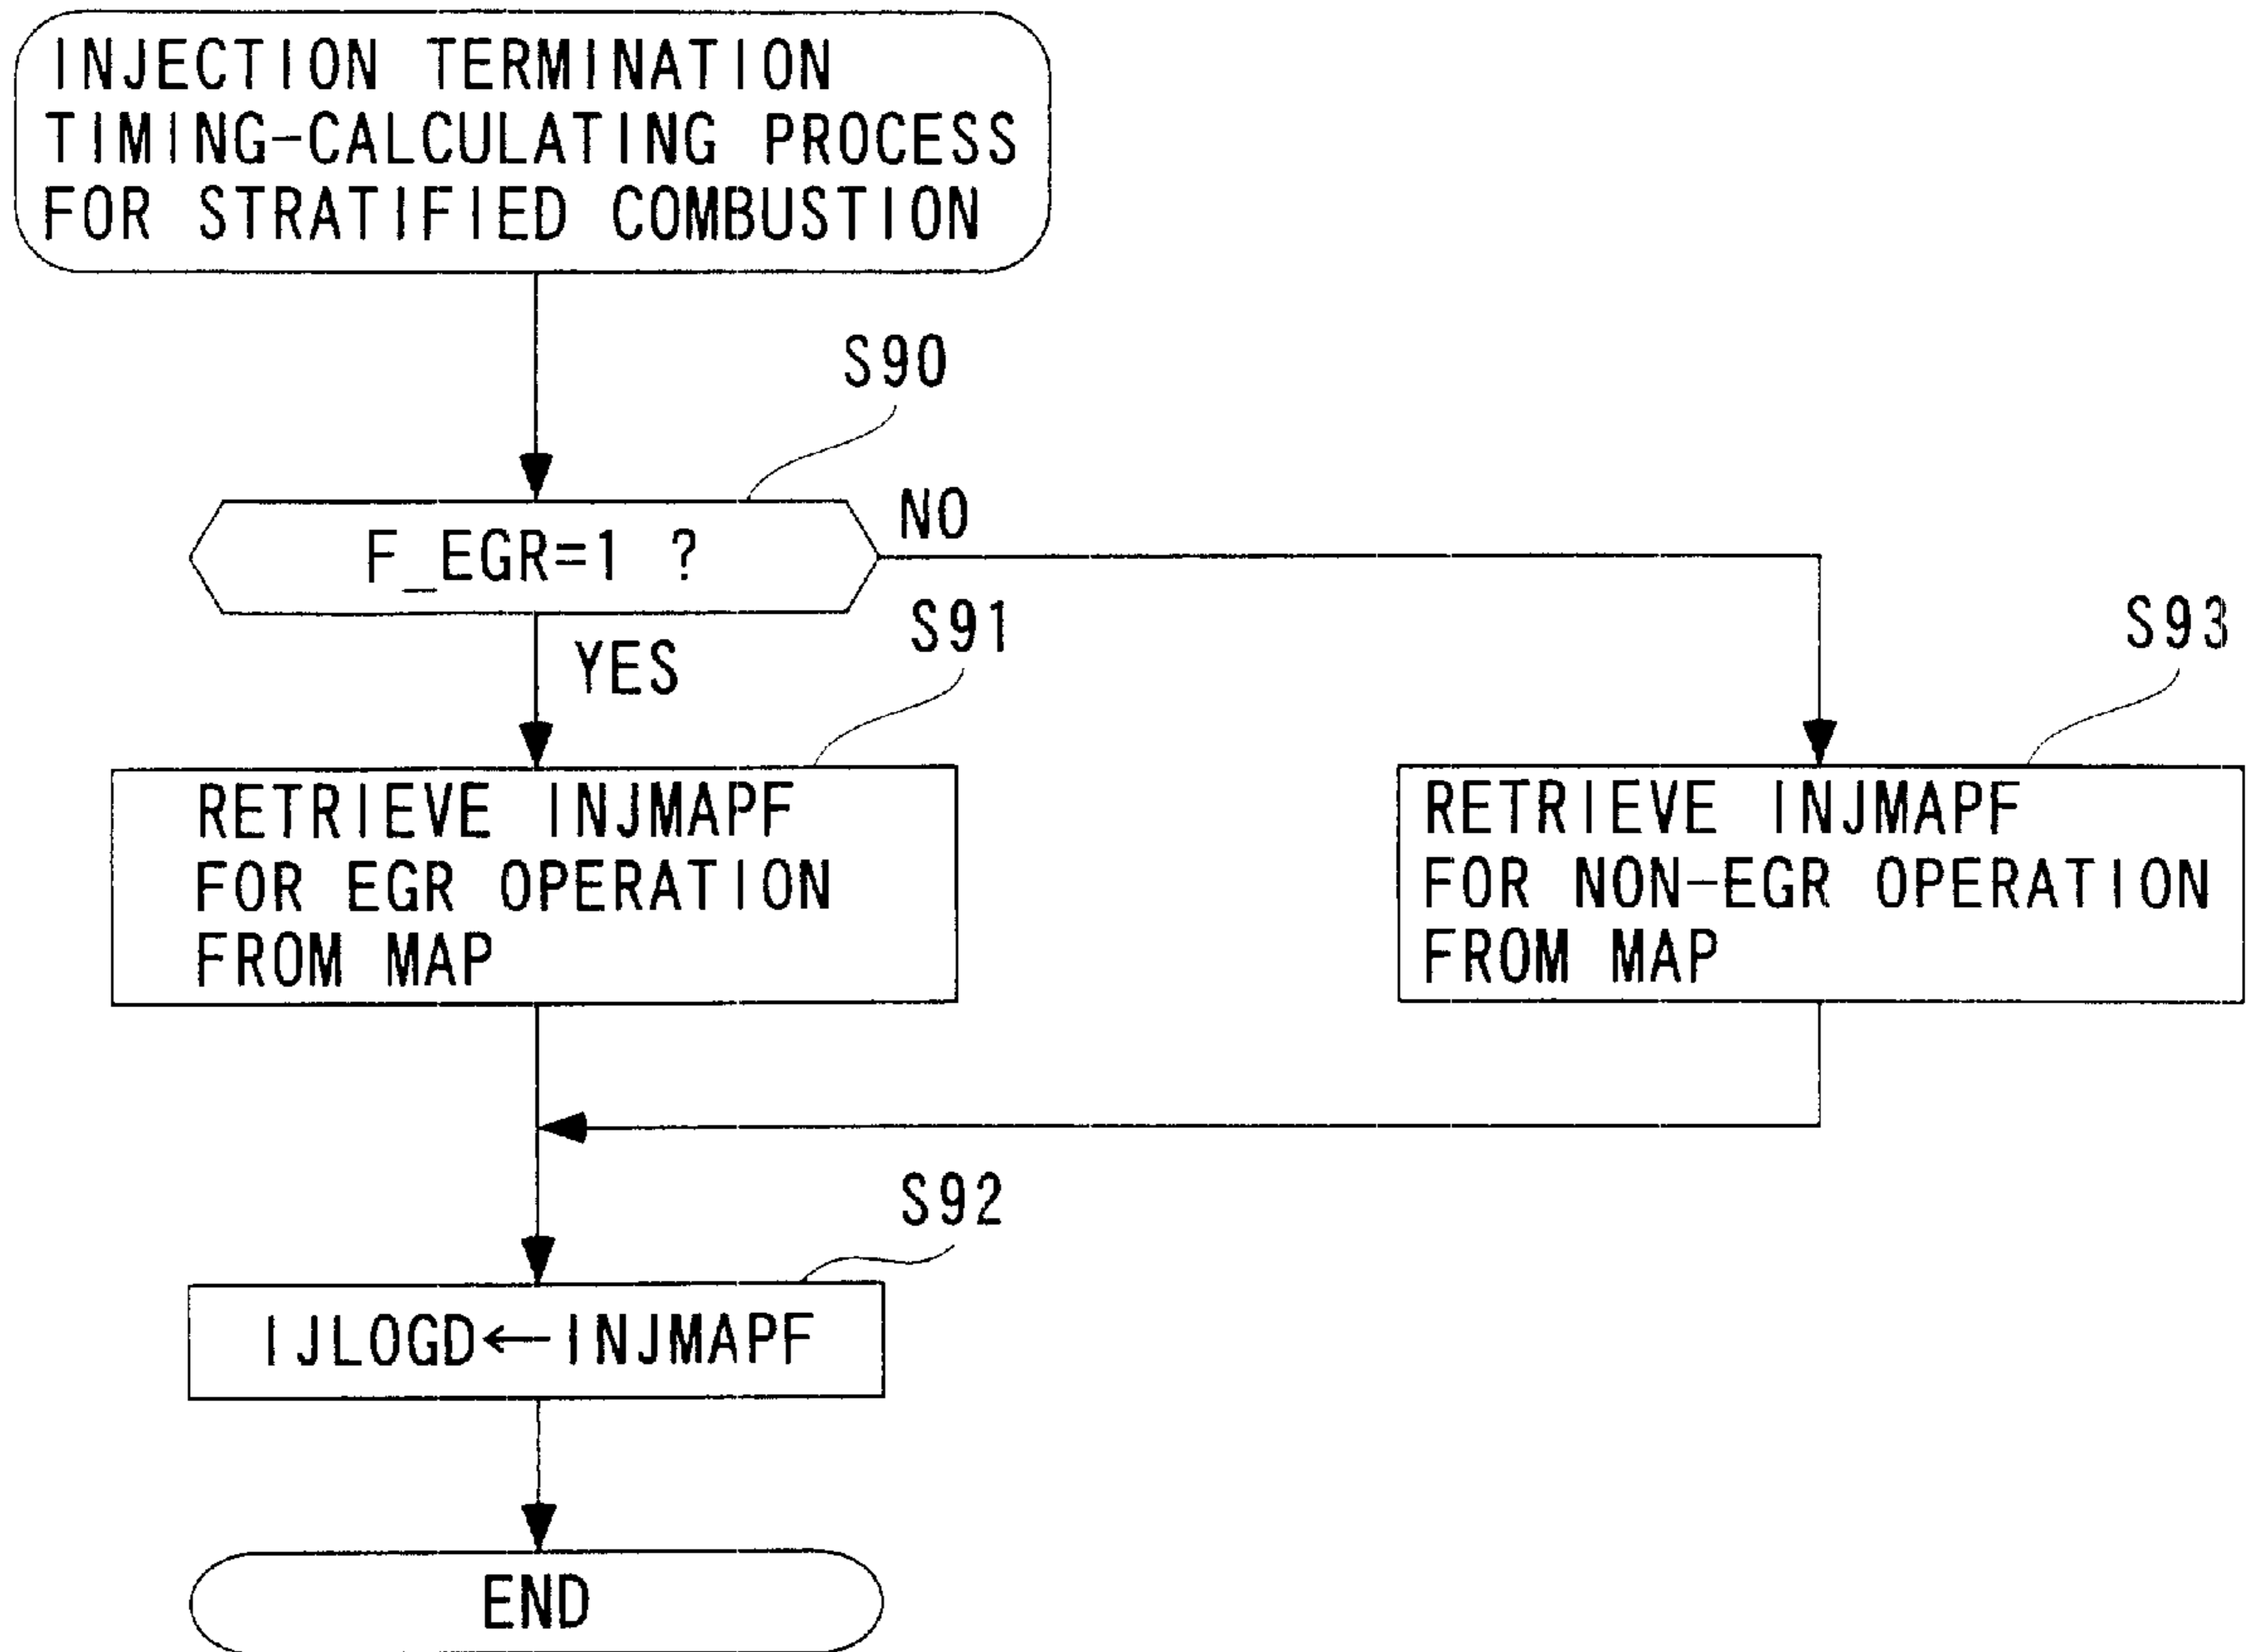 INJECTION TERMINATION
TIMING-CALCULATING PROCESS
FOR STRATIFIED COMBUSTION
S90
F_EGR=1 ?
NO
YES
S91
S93
RETRIEVE INJMAPF
FOR EGR OPERATION
FROM MAP
RETRIEVE INJMAPF
FOR NON-EGR OPERATION
FROM MAP
S92
IJLOGD←INJMAPF
END